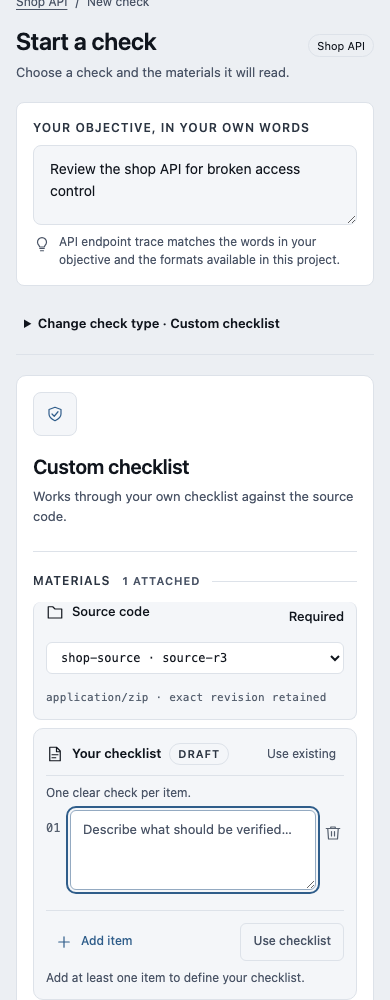 Shop API / New check
Start a check
Shop API
Choose a check and the materials it will read.
YOUR OBJECTIVE, IN YOUR OWN WORDS
Review the shop API for broken access
control
API endpoint trace matches the words in your
objective and the formats available in this project.
Change check type · Custom checklist
Custom checklist
Works through your own checklist against the source
code.
MATERIALS 1 ATTACHED
Source code
Required
shop-source · source-r3
application/zip · exact revision retained
Your checklist DRAFT Use existing
One clear check per item.
01 Describe what should be verified…
Add item
Use checklist
Add at least one item to define your checklist.